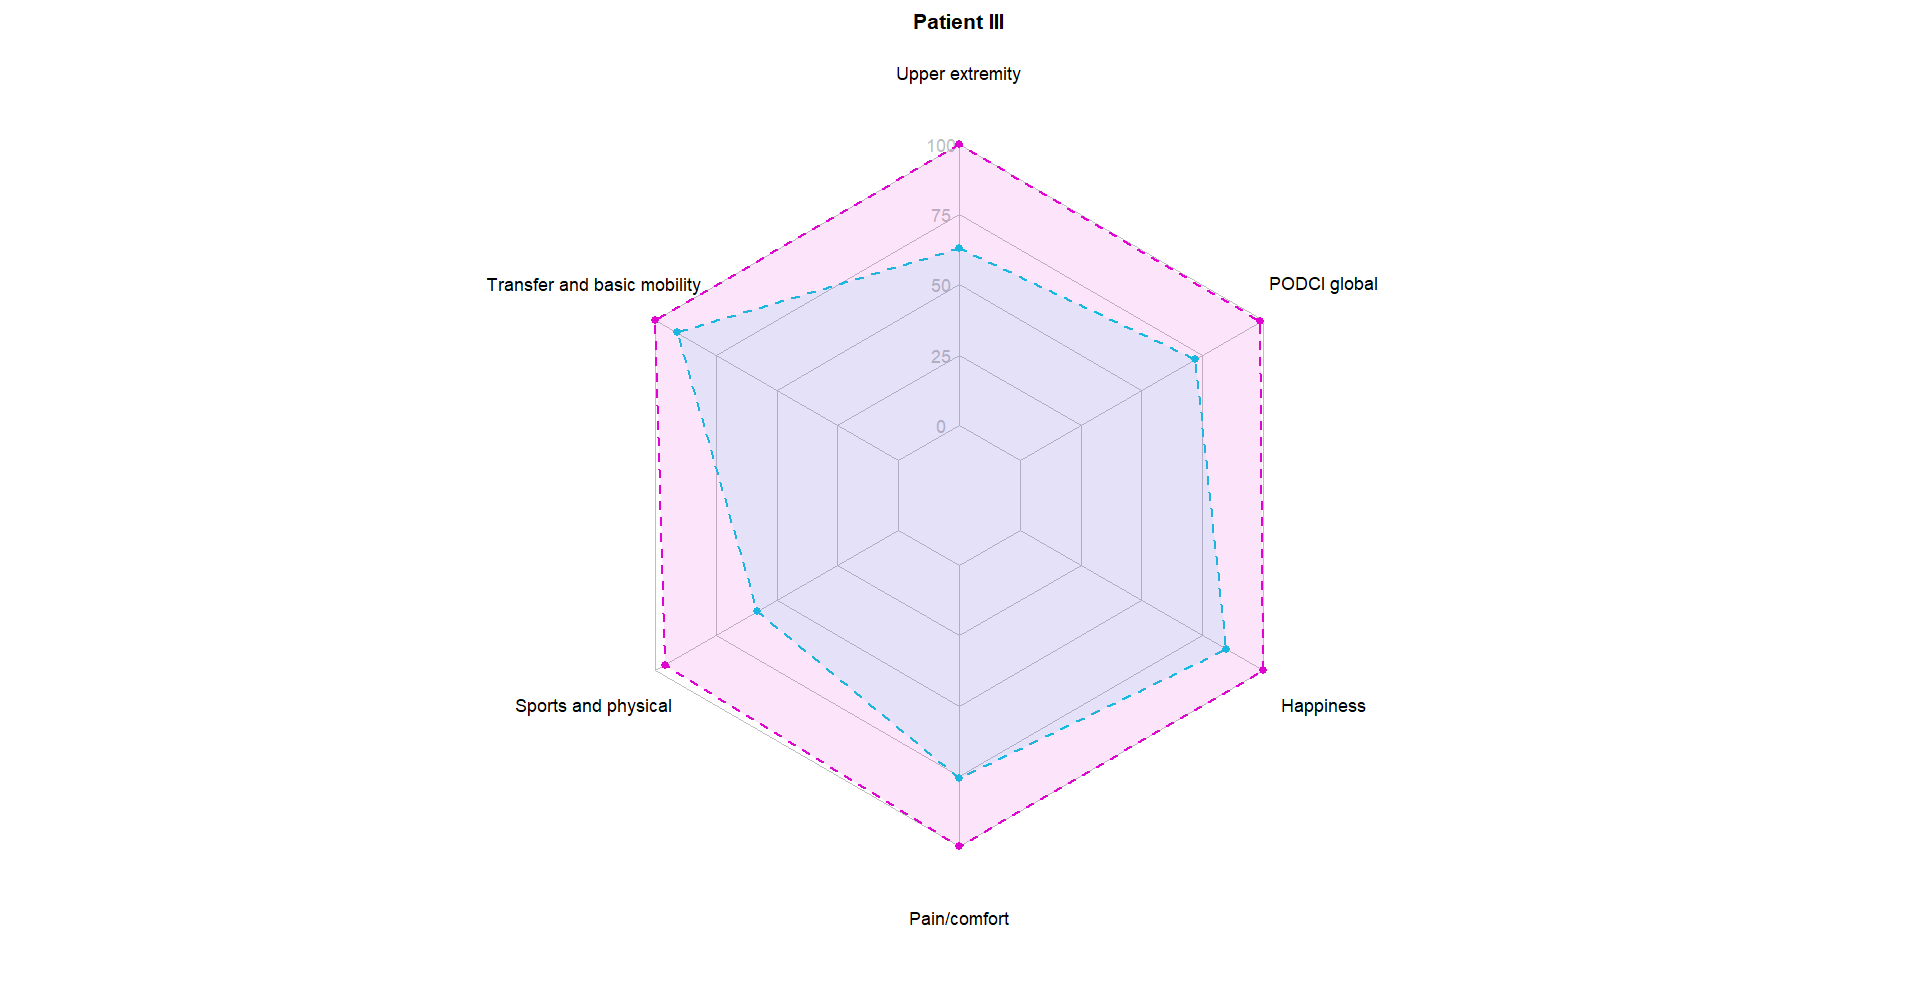 Patient III
Upper extremity
100
75
Transfer and basic mobility
PODCI global
50
25
0
Sports and physical
Happiness
Pain/comfort